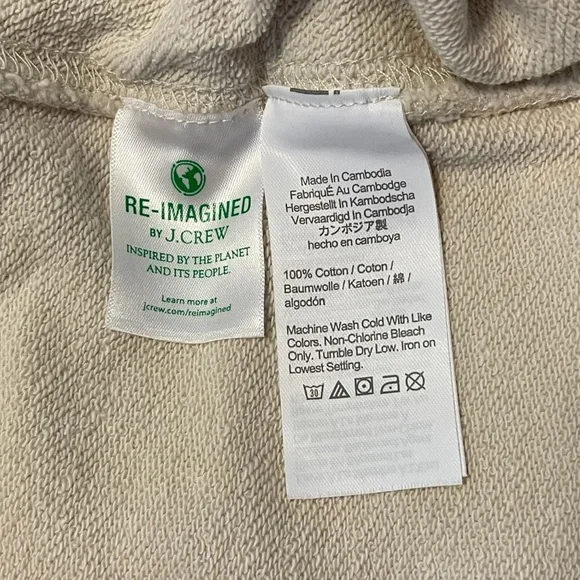 RE-IMAGINED
BY J.CREW
INSPIRED BY THE PLANET
AND ITS PEOPLE.
Learn more at
jcrew.com/reimagined
Made In Cambodia
FabriquÉ Au Cambodge
Hergestellt In Kambodscha
Vervaardigd In Cambodja
カンボジア製
hecho en camboya
100% Cotton / Coton /
Baumwolle / Katoen / 綿 /
algodón
Machine Wash Cold With Like
Colors. Non-Chlorine Bleach
Only. Tumble Dry Low. Iron on
Lowest Setting.
30